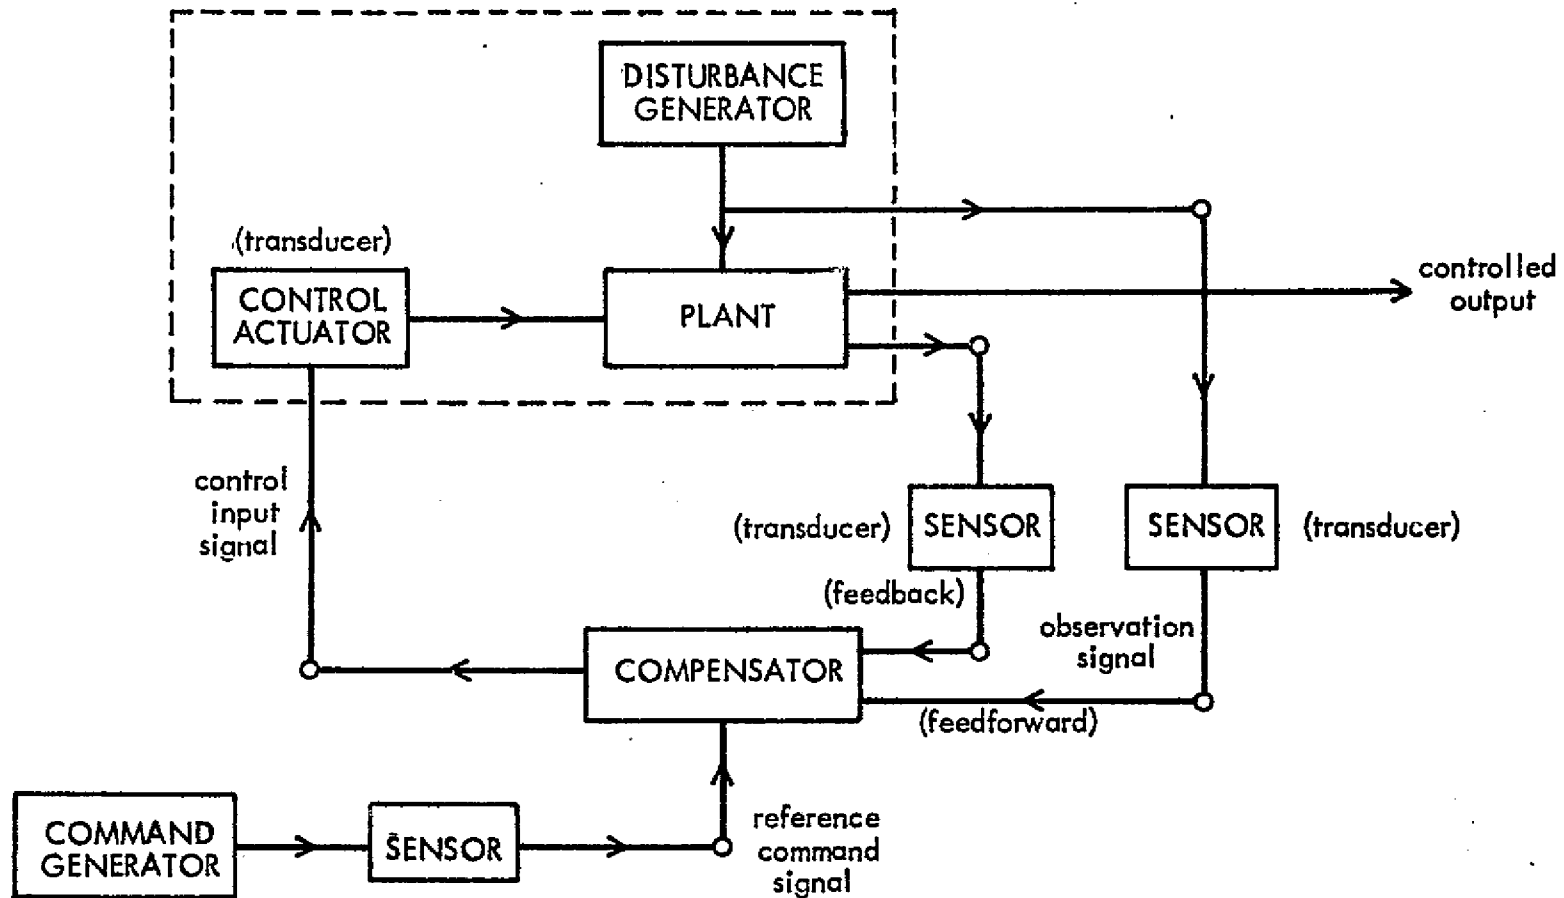 DISTURBANCE
GENERATOR
(transducer)
CONTROL
ACTUATOR
PLANT
controlled
output
control
input
signal
(transducer)
SENSOR
SENSOR
(transducer)
(feedback)
observation
signal
COMPENSATOR
(feedforward)
COMMAND
GENERATOR
SENSOR
reference
command
signal